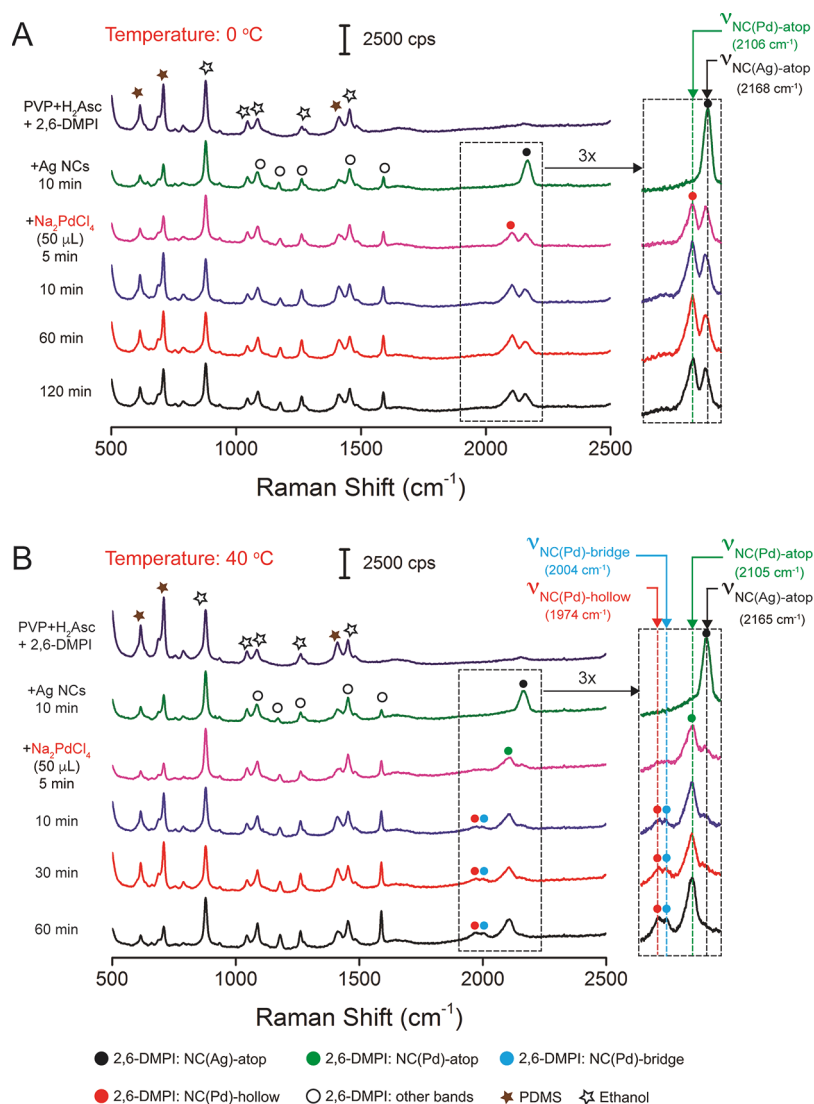 A
Temperature: 0 °C
2500 cps
νNC(Pd)-atop
(2106 cm⁻¹)
νNC(Ag)-atop
(2168 cm⁻¹)
PVP+H₂Asc
+ 2,6-DMPI
+Ag NCs
10 min
3x
+Na₂PdCl₄
(50 μL)
5 min
10 min
60 min
120 min
500 1000 1500 2000 2500
Raman Shift (cm⁻¹)
B
Temperature: 40 °C
2500 cps
νNC(Pd)-bridge
(2004 cm⁻¹)
νNC(Pd)-hollow
(1974 cm⁻¹)
νNC(Pd)-atop
(2105 cm⁻¹)
νNC(Ag)-atop
(2165 cm⁻¹)
PVP+H₂Asc
+ 2,6-DMPI
+Ag NCs
10 min
3x
+Na₂PdCl₄
(50 μL)
5 min
10 min
30 min
60 min
500 1000 1500 2000 2500
Raman Shift (cm⁻¹)
2,6-DMPI: NC(Ag)-atop 2,6-DMPI: NC(Pd)-atop 2,6-DMPI: NC(Pd)-bridge
2,6-DMPI: NC(Pd)-hollow 2,6-DMPI: other bands PDMS Ethanol